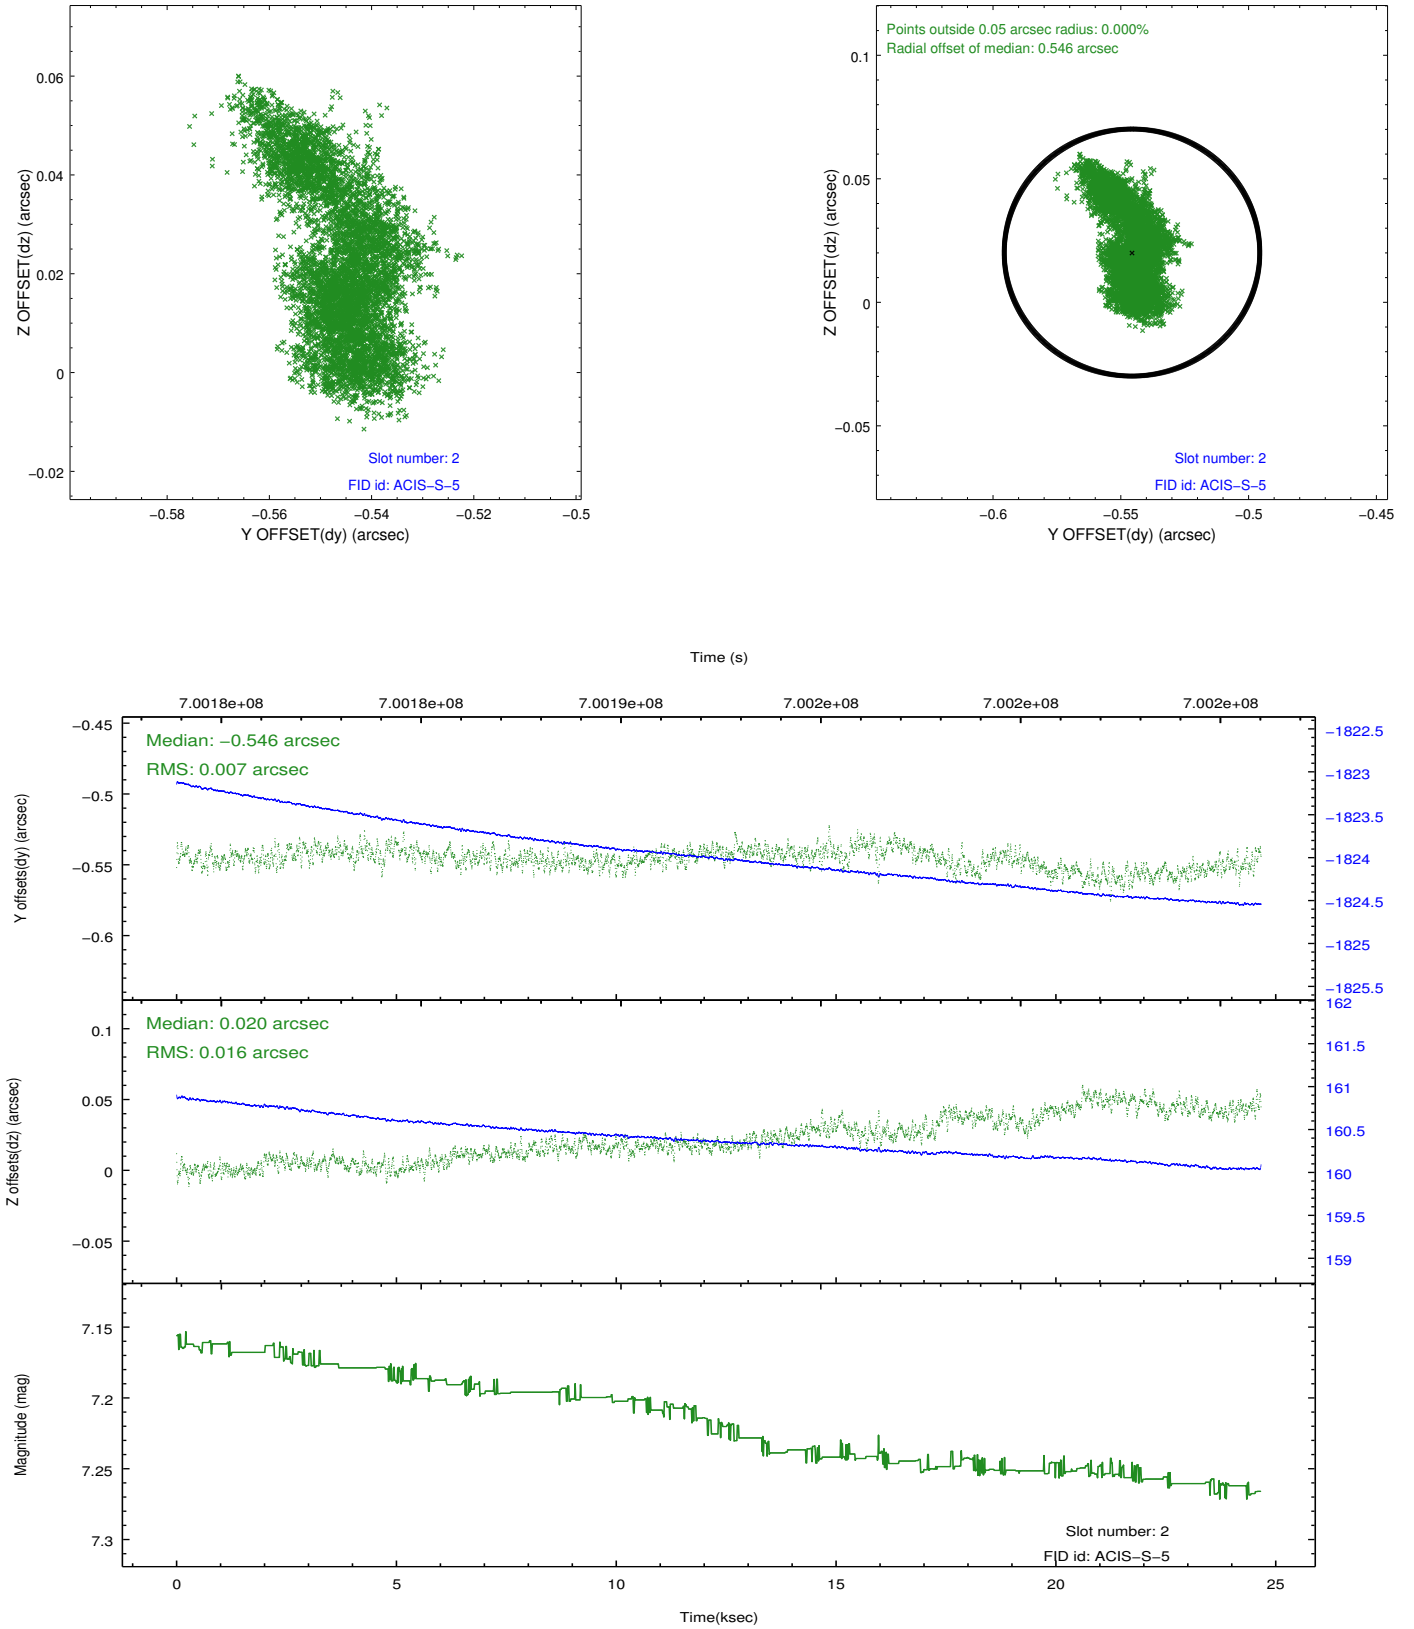 0.06
0.04
0.02
0
−0.02
Z OFFSET(dz) (arcsec)
Slot number: 2
FID id: ACIS−S−5
−0.58
−0.56
−0.54
−0.52
−0.5
Y OFFSET(dy) (arcsec)
Points outside 0.05 arcsec radius: 0.000%
Radial offset of median: 0.546 arcsec
0.1
0.05
0
−0.05
Z OFFSET(dz) (arcsec)
Slot number: 2
FID id: ACIS−S−5
−0.6
−0.55
−0.5
−0.45
Y OFFSET(dy) (arcsec)
Time (s)
7.0018e+08
7.0018e+08
7.0019e+08
7.002e+08
7.002e+08
7.002e+08
Median: −0.546 arcsec
RMS: 0.007 arcsec
−0.45
−0.5
−0.55
−0.6
Y offsets(dy) (arcsec)
−1822.5
−1823
−1823.5
−1824
−1824.5
−1825
−1825.5
Median: 0.020 arcsec
RMS: 0.016 arcsec
0.1
0.05
0
−0.05
Z offsets(dz) (arcsec)
162
161.5
161
160.5
160
159.5
159
7.15
7.2
7.25
7.3
Magnitude (mag)
Slot number: 2
FID id: ACIS−S−5
0
5
10
15
20
25
Time(ksec)